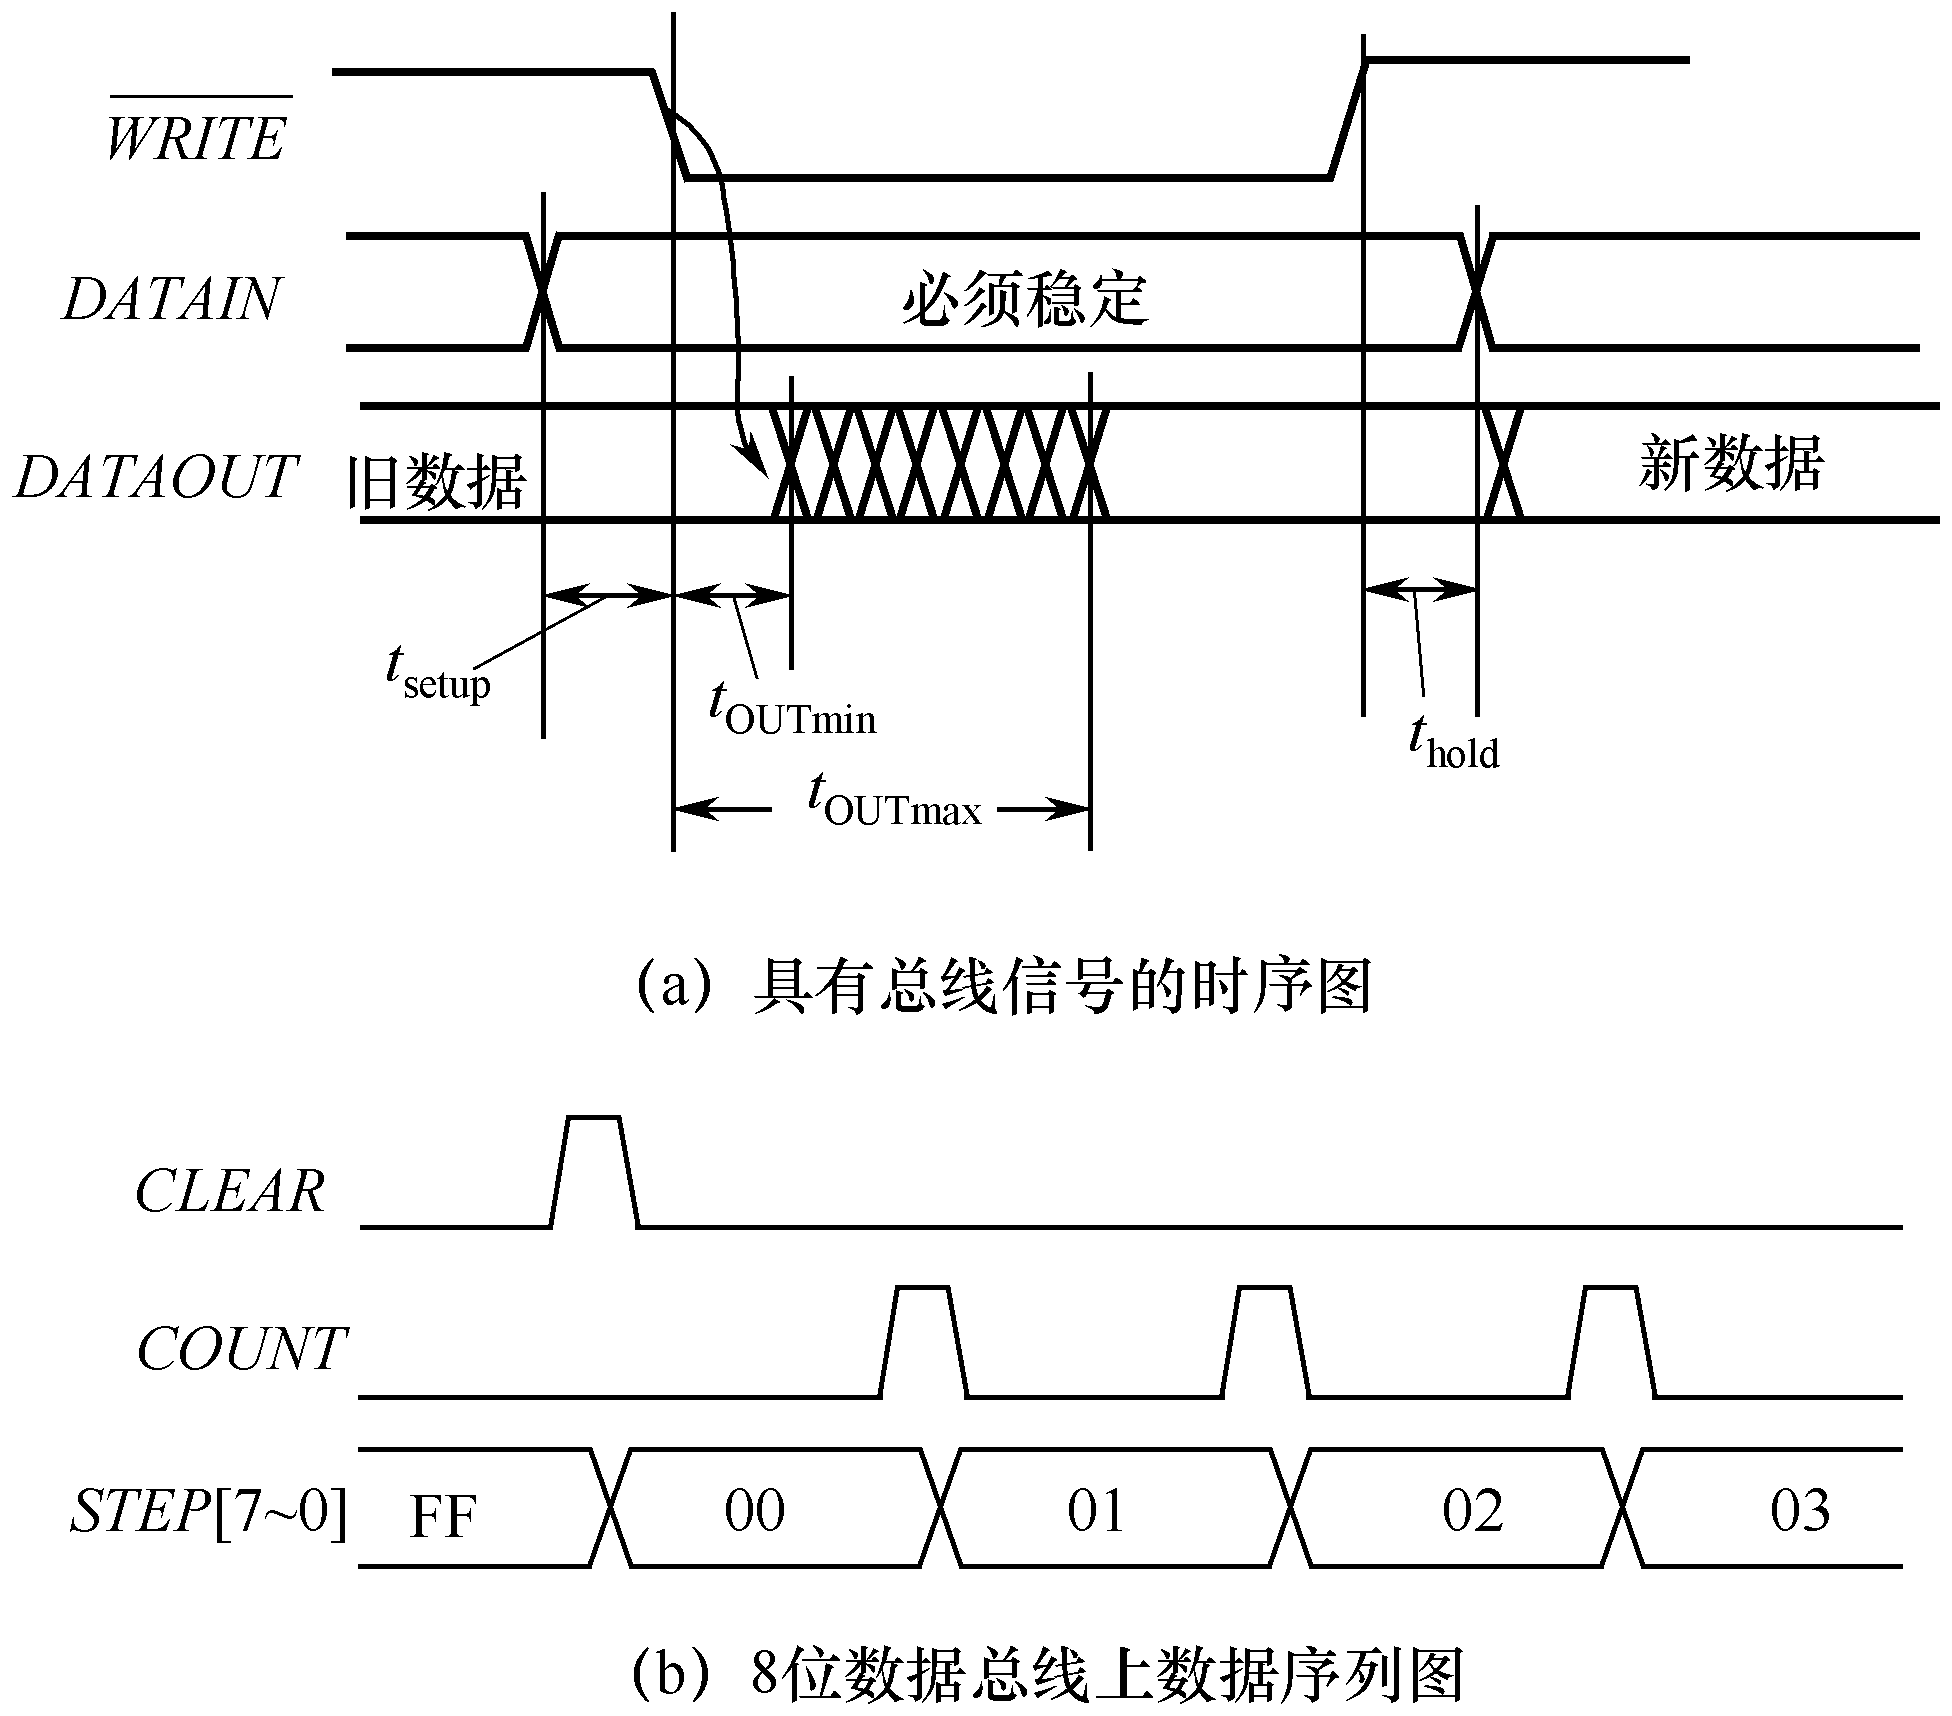 WRITE
DATAIN
必须稳定
DATAOUT
旧数据
新数据
tsetup
tOUTmin
thold
tOUTmax
(a) 具有总线信号的时序图
CLEAR
COUNT
STEP[7~0]
FF
00
01
02
03
(b) 8位数据总线上数据序列图